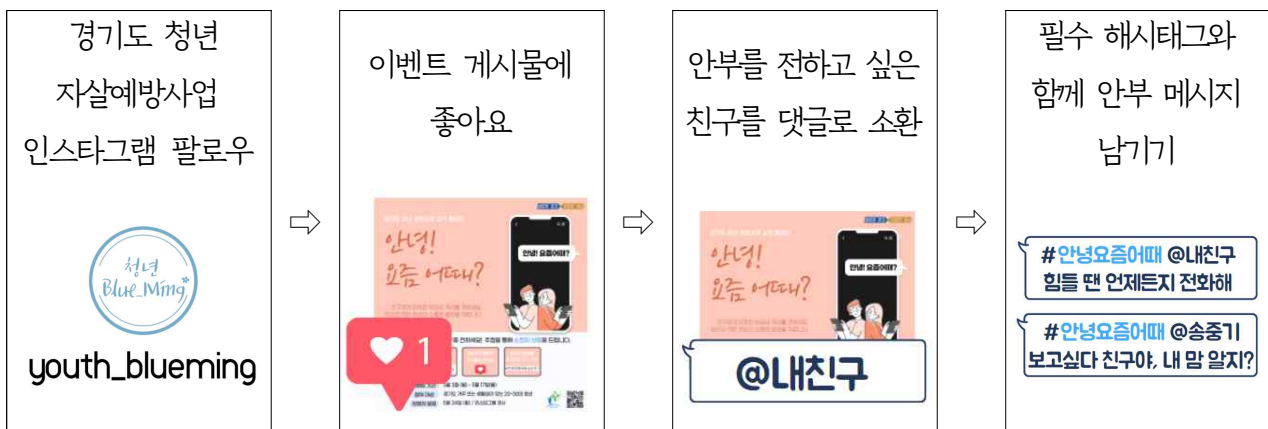 경기도 청년
자살예방사업
인스타그램 팔로우
청년
Blue_Ming
youth_blueming
이벤트 게시물에
좋아요
안녕!
요즘 어때?
안녕! 요즘어때?
1
안부를 전하고 싶은
친구를 댓글로 소환
안녕!
요즘 어때?
안녕! 요즘어때?
@내친구
필수 해시태그와
함께 안부 메시지
남기기
#안녕요즘어때 @내친구
힘들 땐 언제든지 전화해
#안녕요즘어때 @송중기
보고싶다 친구야, 내 맘 알지?